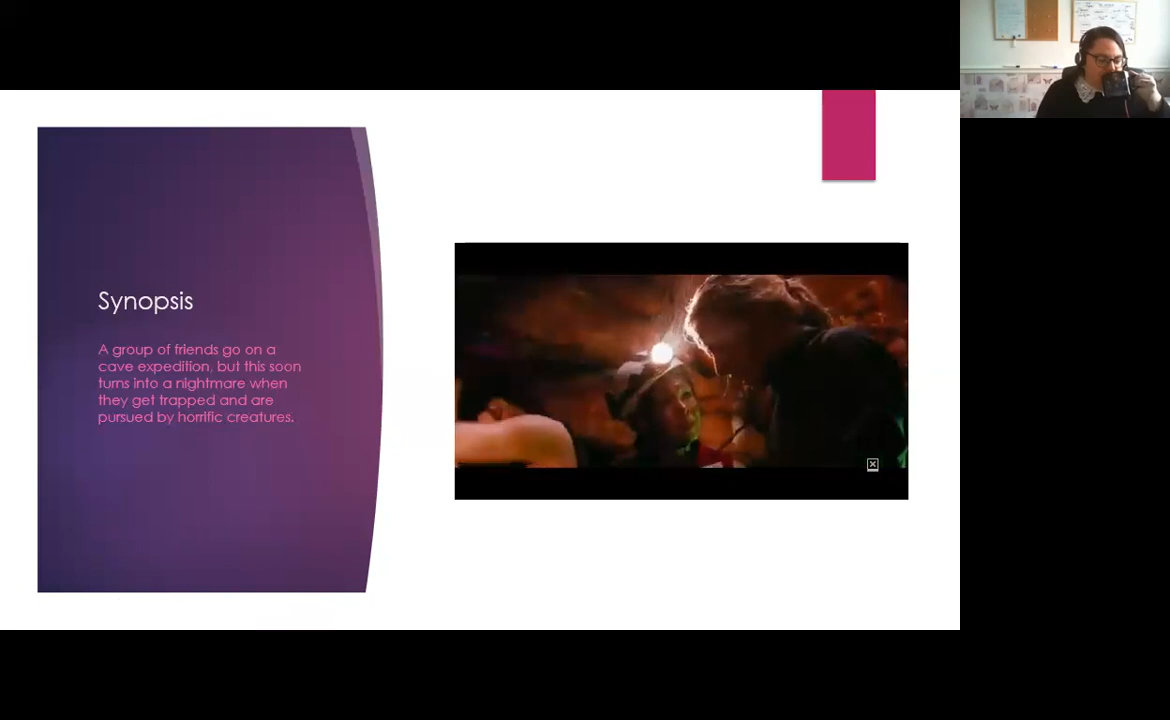 Synopsis
A group of friends go on a
cave expedition, but this soon
turns into a nightmare when
they get trapped and are
pursued by horrific creatures.